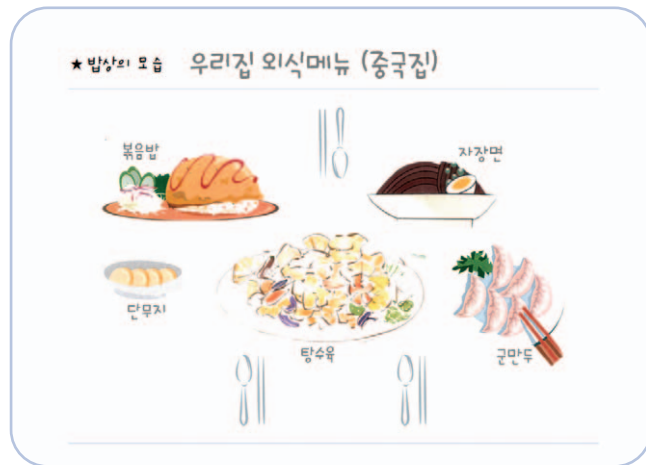 ★ 밥상의 모습 우리집 외식메뉴 (중국집)
볶음밥
자장면
단무지
탕수육
군만두